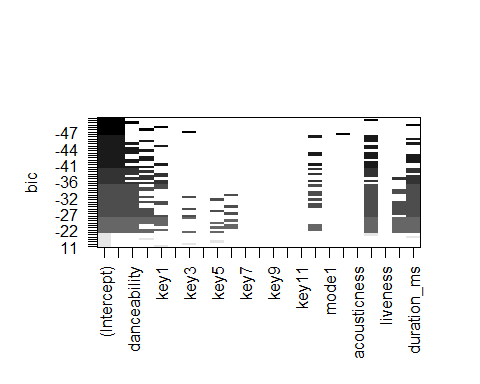 bic
-47
-44
-41
-36
-32
-27
-22
11
(Intercept)
danceability
key1
key3
key5
key7
key9
key11
mode1
acousticness
liveness
duration_ms